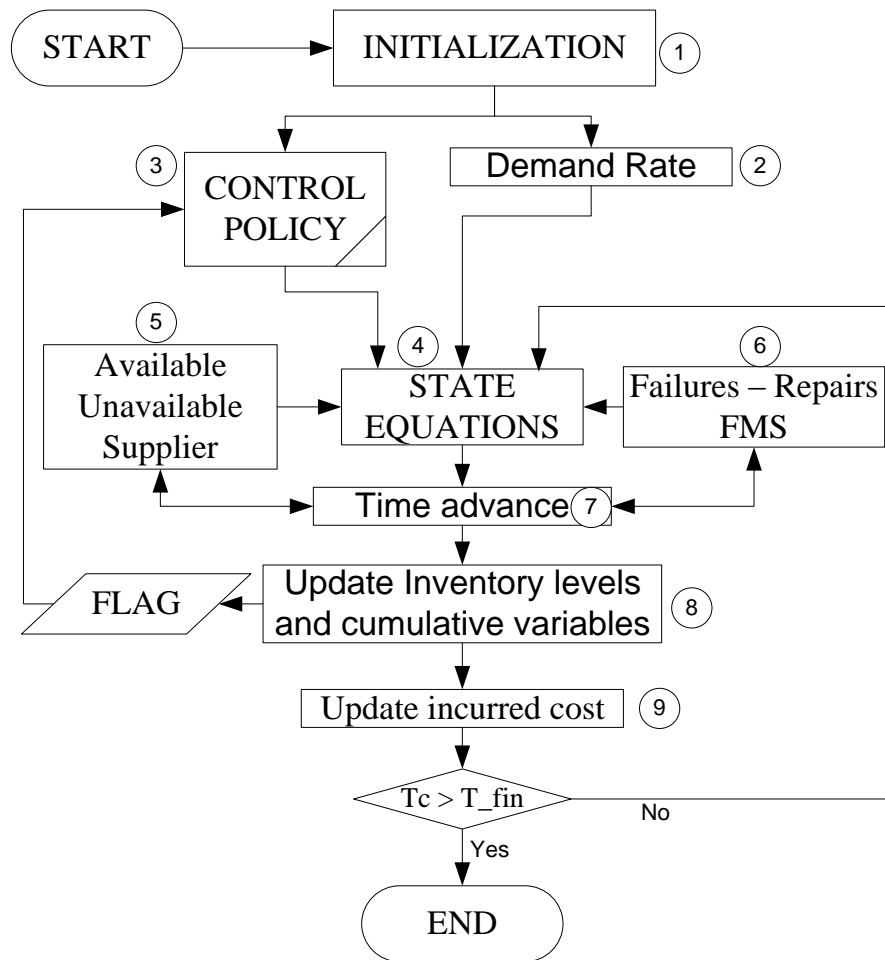 START
INITIALIZATION
1
3
CONTROL
POLICY
Demand Rate
2
5
Available
Unavailable
Supplier
4
STATE
EQUATIONS
6
Failures – Repairs
FMS
Time advance
7
FLAG
Update Inventory levels
and cumulative variables
8
Update incurred cost
9
Tc > T_fin
No
Yes
END